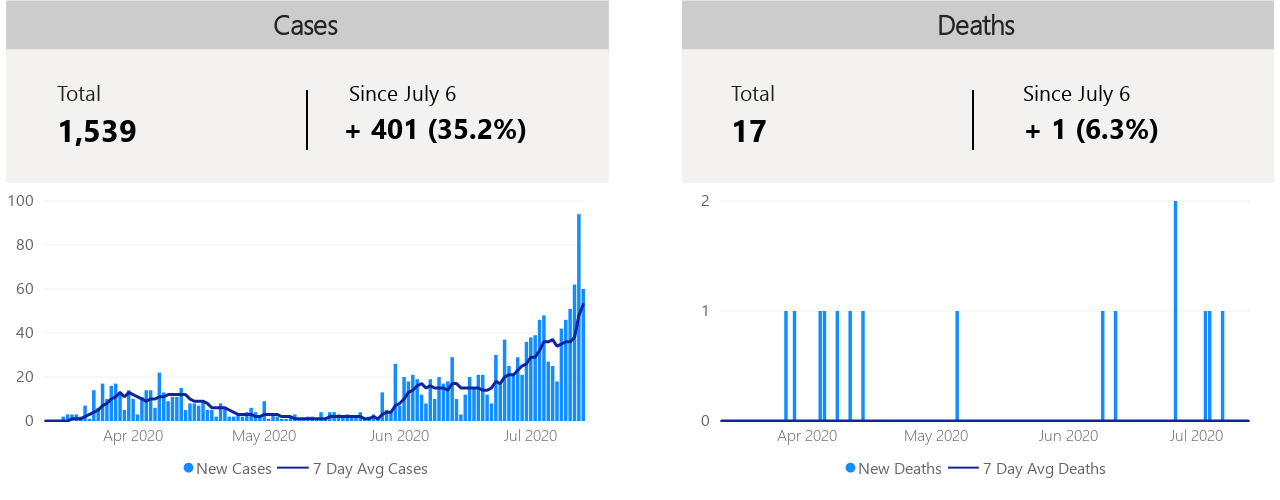 Cases
Total
1,539
Since July 6
+ 401 (35.2%)
100
80
60
40
20
0
Apr 2020 May 2020 Jun 2020 Jul 2020
New Cases 7 Day Avg Cases
Deaths
Total
17
Since July 6
+ 1 (6.3%)
2
1
0
Apr 2020 May 2020 Jun 2020 Jul 2020
New Deaths 7 Day Avg Deaths